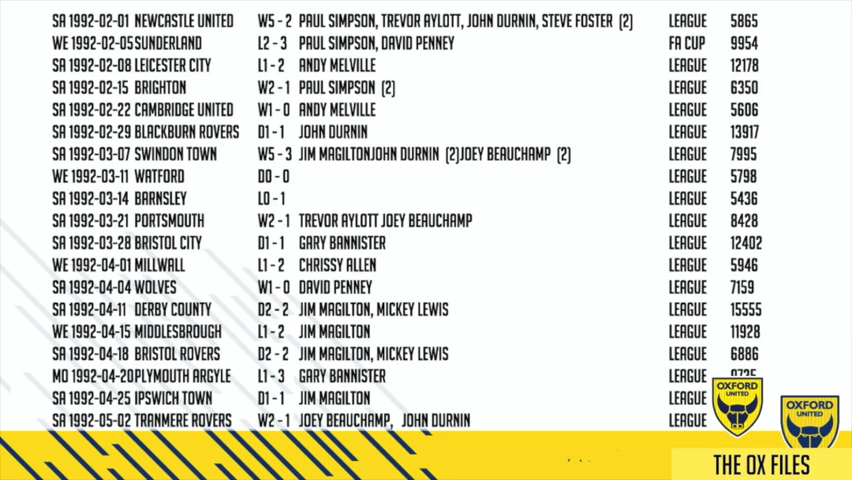 SA 1992-02-01 NEWCASTLE UNITED W5-2 PAUL SIMPSON, TREVOR AYLOTT, JOHN DURNIN, STEVE FOSTER (2) LEAGUE 5865
WE 1992-02-05 SUNDERLAND L2-3 PAUL SIMPSON, DAVID PENNEY FA CUP 9954
SA 1992-02-08 LEICESTER CITY L1-2 ANDY MELVILLE LEAGUE 12178
SA 1992-02-15 BRIGHTON W2-1 PAUL SIMPSON (2) LEAGUE 6350
SA 1992-02-22 CAMBRIDGE UNITED W1-0 ANDY MELVILLE LEAGUE 5606
SA 1992-02-29 BLACKBURN ROVERS D1-1 JOHN DURNIN LEAGUE 13917
SA 1992-03-07 SWINDON TOWN W5-3 JIM MAGILTONJOHN DURNIN (2)JOEY BEAUCHAMP (2) LEAGUE 7995
WE 1992-03-11 WATFORD D0-0 LEAGUE 5798
SA 1992-03-14 BARNSLEY L0-1 LEAGUE 5436
SA 1992-03-21 PORTSMOUTH W2-1 TREVOR AYLOTT JOEY BEAUCHAMP LEAGUE 8428
SA 1992-03-28 BRISTOL CITY D1-1 GARY BANNISTER LEAGUE 12402
WE 1992-04-01 MILLWALL L1-2 CHRISSY ALLEN LEAGUE 5946
SA 1992-04-04 WOLVES W1-0 DAVID PENNEY LEAGUE 7159
SA 1992-04-11 DERBY COUNTY D2-2 JIM MAGILTON, MICKEY LEWIS LEAGUE 15555
WE 1992-04-15 MIDDLESBROUGH L1-2 JIM MAGILTON LEAGUE 11928
SA 1992-04-18 BRISTOL ROVERS D2-2 JIM MAGILTON, MICKEY LEWIS LEAGUE 6886
MO 1992-04-20 PLYMOUTH ARGYLE L1-3 GARY BANNISTER LEAGUE
SA 1992-04-25 IPSWICH TOWN D1-1 JIM MAGILTON LEAGUE
SA 1992-05-02 TRANMERE ROVERS W2-1 JOEY BEAUCHAMP, JOHN DURNIN LEAGUE
OXFORD
UNITED
OXFORD
UNITED
THE OX FILES